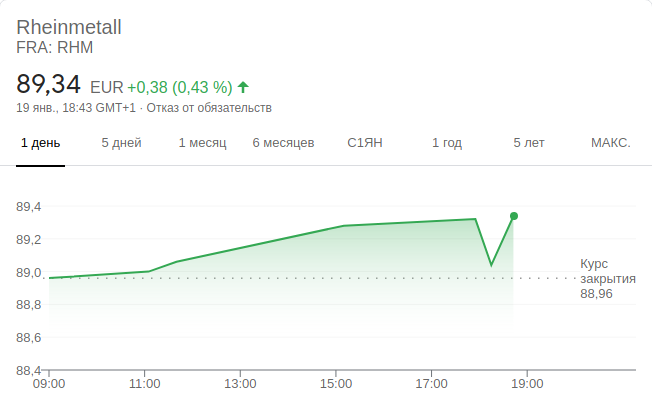 Rheinmetall
FRA: RHM
89,34 EUR +0,38 (0,43 %)
19 янв., 18:43 GMT+1 · Отказ от обязательств
1 день 5 дней 1 месяц 6 месяцев С1ЯН 1 год 5 лет МАКС.
89,4
89,2
89,0
88,8
88,6
88,4
Курс
закрытия
88,96
09:00 11:00 13:00 15:00 17:00 19:00